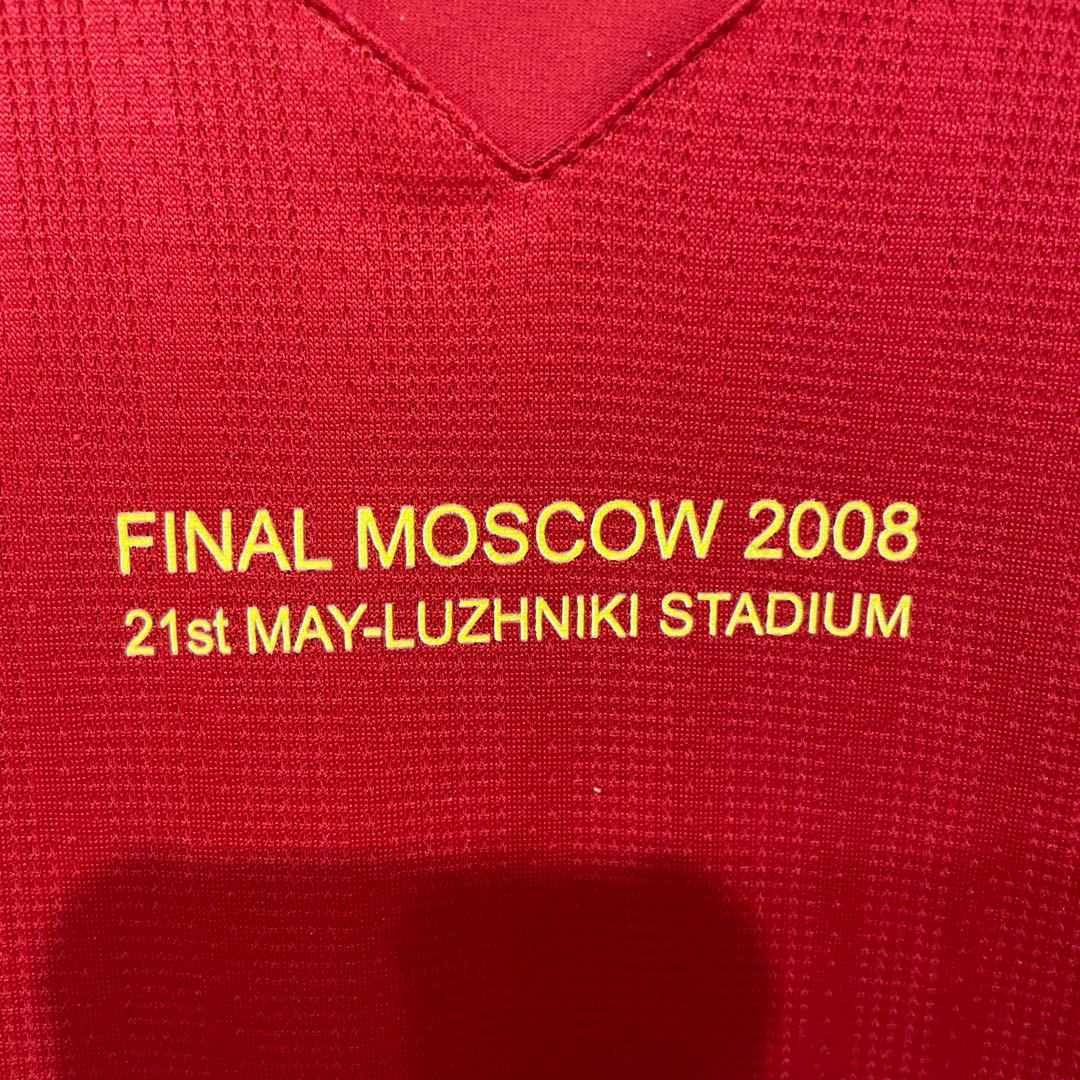 FINAL MOSCOW 2008
21st MAY-LUZHNIKI STADIUM